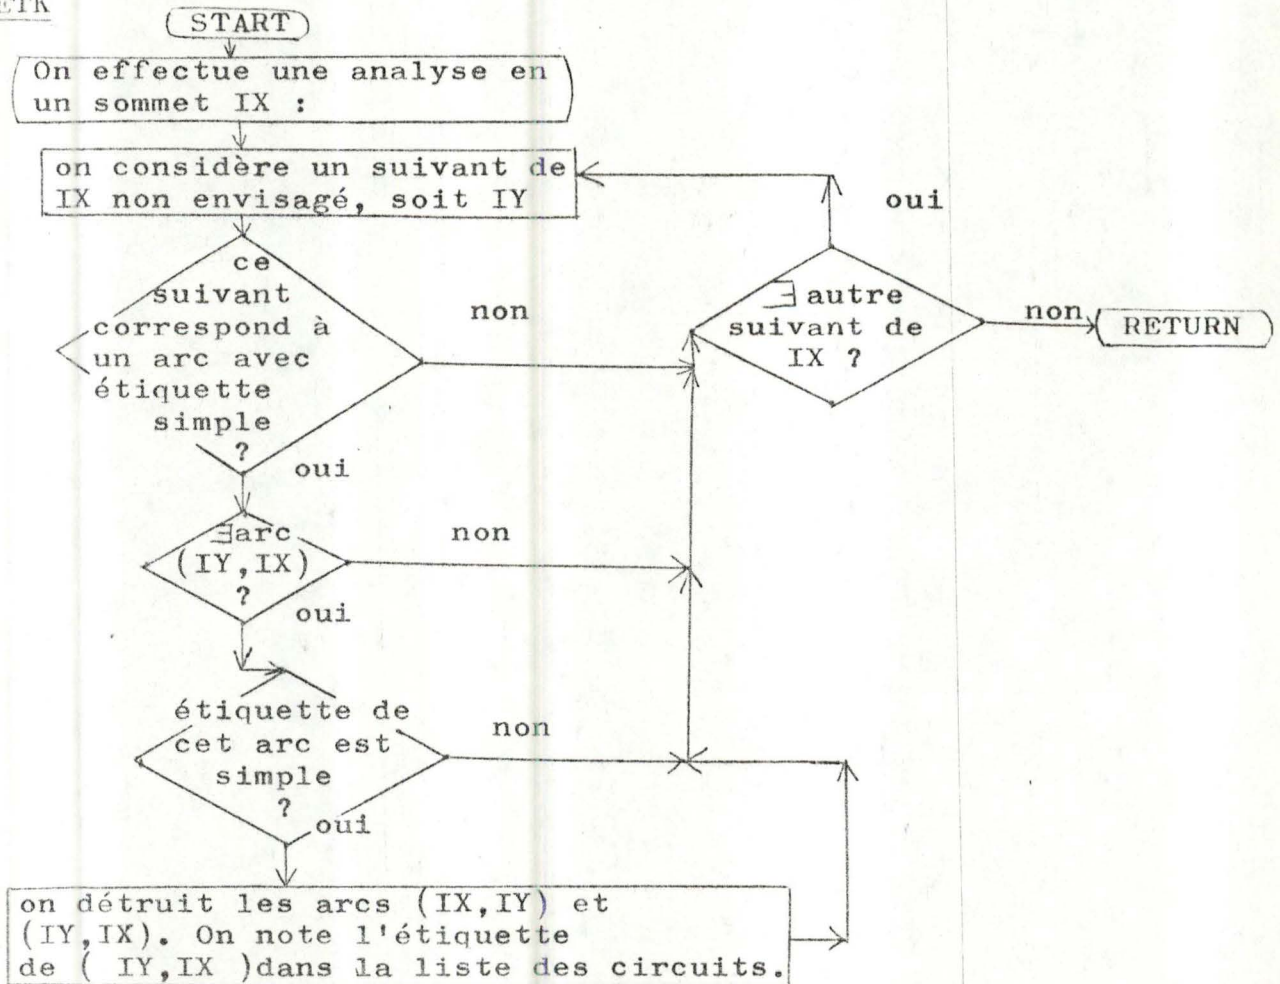 START
On effectue une analyse en
un sommet IX :
on considère un suivant de
IX non envisagé, soit IY
oui
ce
suivant
correspond à
un arc avec
étiquette
simple
?
non
oui
∃ autre
suivant de
IX ?
non
RETURN
∃arc
(IY,IX)
?
non
oui
étiquette de
cet arc est
simple
?
non
oui
on détruit les arcs (IX,IY) et
(IY,IX). On note l'étiquette
de ( IY,IX )dans la liste des circuits.